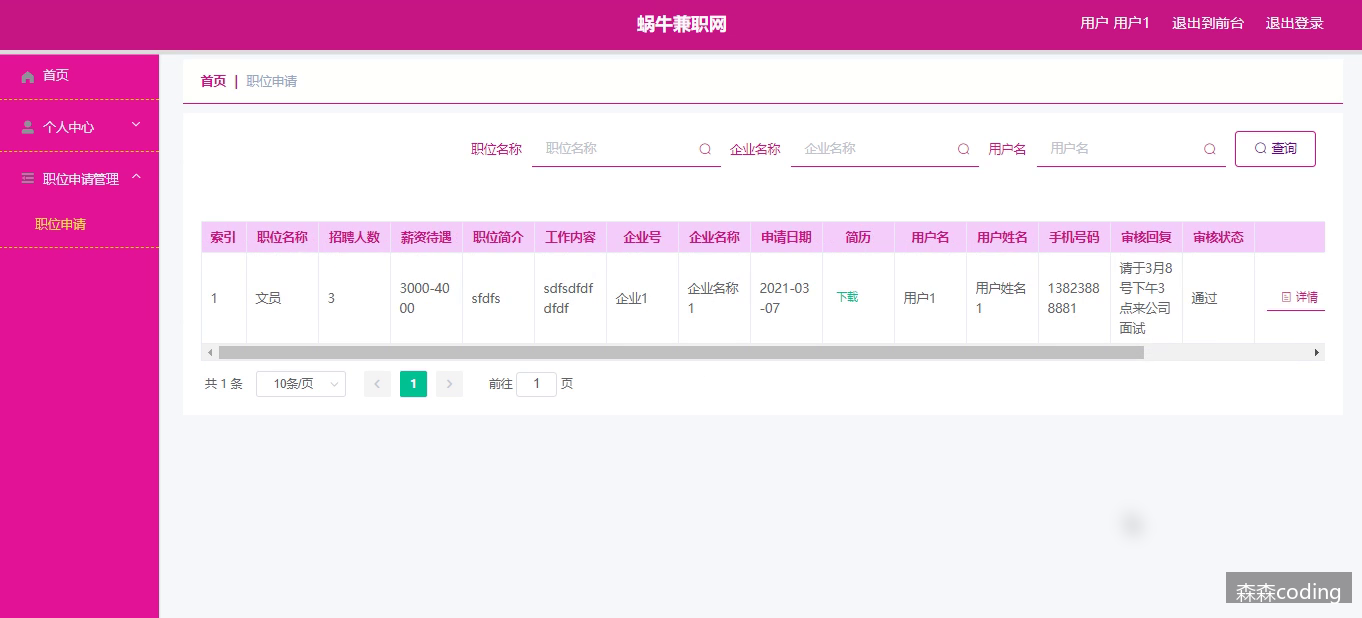 蜗牛兼职网
用户 用户1 退出到前台 退出登录
首页
个人中心
职位申请管理
职位申请
首页 | 职位申请
职位名称 职位名称 企业名称 企业名称 用户名 用户名 查询
索引 职位名称 招聘人数 薪资待遇 职位简介 工作内容 企业号 企业名称 申请日期 简历 用户名 用户姓名 手机号码 审核回复 审核状态
1 文员 3 3000-4000 sfdfs sdfsdfdfdfdf 企业1 企业名称1 2021-03-07 下载 用户1 用户姓名1 13823888881 请于3月8号下午3点来公司面试 通过 详情
共 1 条 10条/页 1 前往 1 页
森森coding